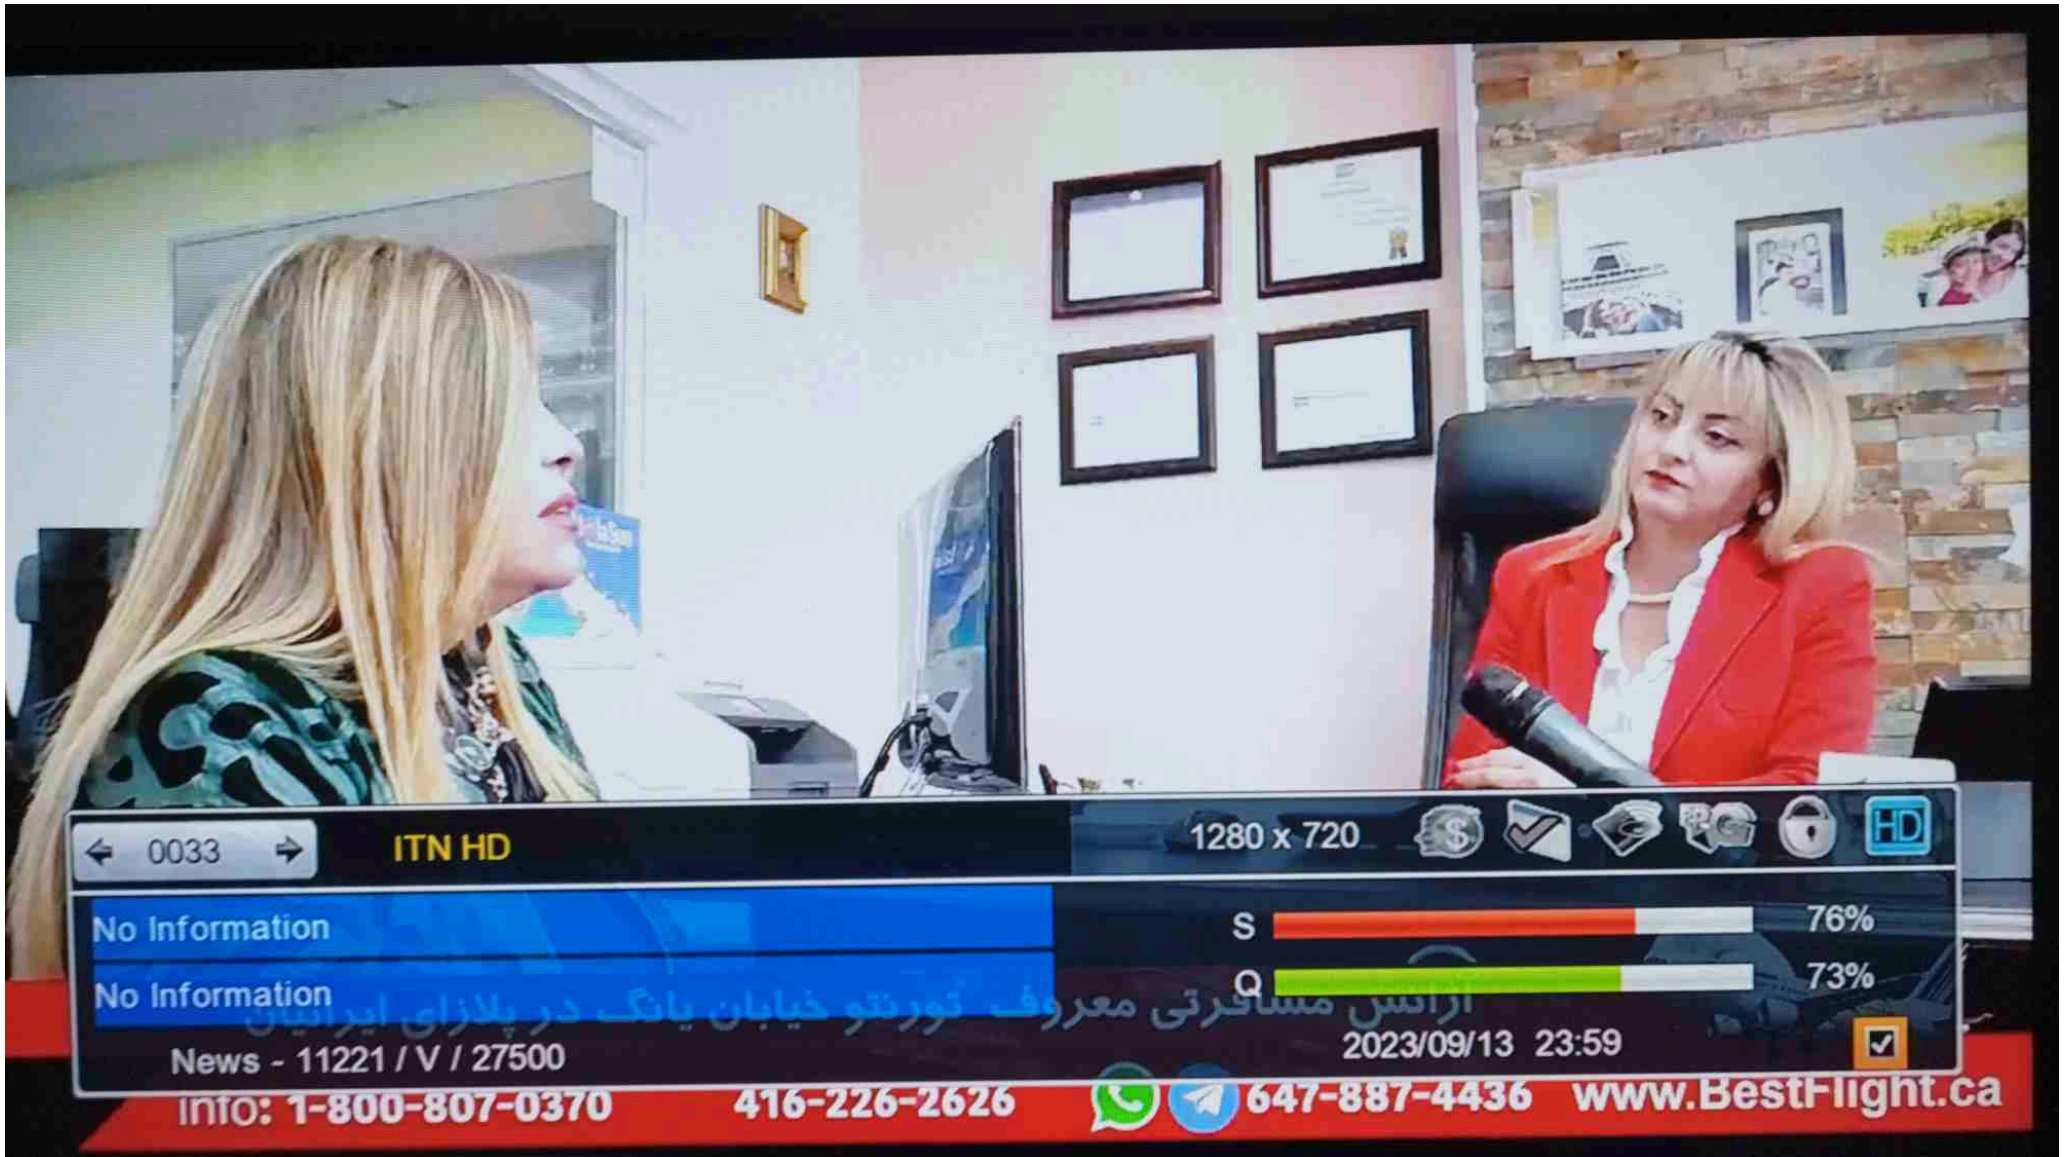 0033
ITN HD
1280 x 720
HD
No Information
S
76%
No Information
Q
73%
آژانس مسافرتی معروف تورنتو خیابان یانگ در پلازای ایرانیان
News - 11221 / V / 27500
2023/09/13 23:59
Info: 1-800-807-0370 416-226-2626 647-887-4436 www.BestFlight.ca